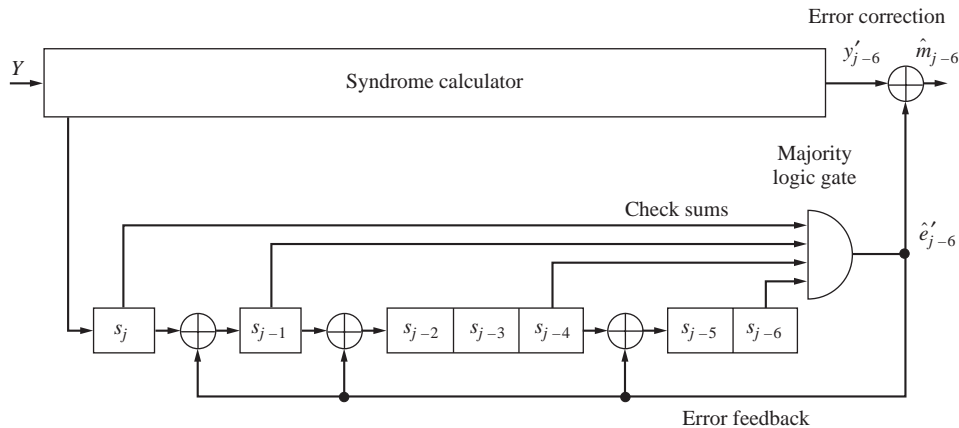 Error correction
Y
Syndrome calculator
y′ⱼ₋₆
m̂ⱼ₋₆
Majority
logic gate
Check sums
ê′ⱼ₋₆
sⱼ
sⱼ₋₁
sⱼ₋₂
sⱼ₋₃
sⱼ₋₄
sⱼ₋₅
sⱼ₋₆
Error feedback